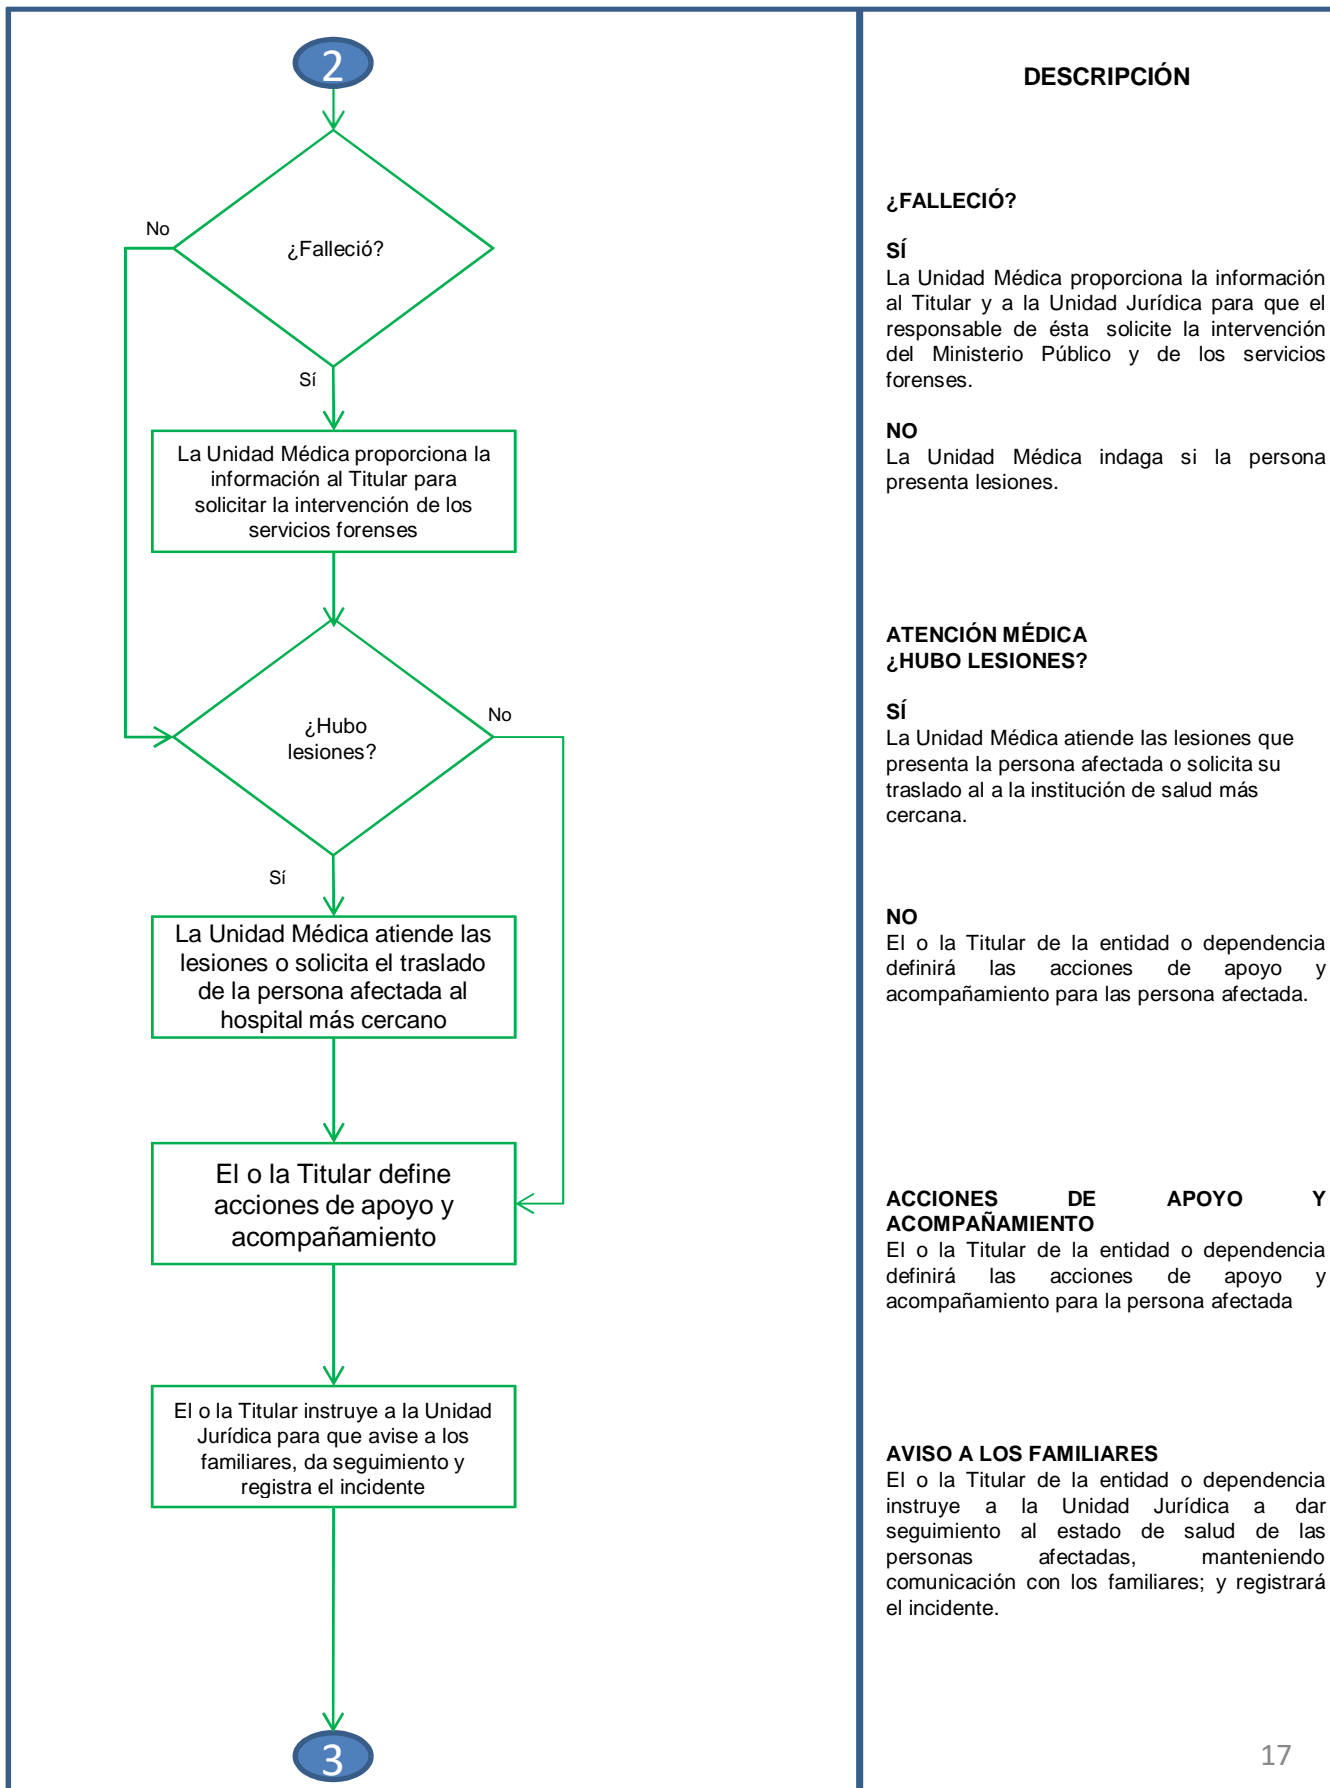 2
¿Falleció?
No
Sí
La Unidad Médica proporciona la
información al Titular para
solicitar la intervención de los
servicios forenses
¿Hubo
lesiones?
No
Sí
La Unidad Médica atiende las
lesiones o solicita el traslado
de la persona afectada al
hospital más cercano
El o la Titular define
acciones de apoyo y
acompañamiento
El o la Titular instruye a la Unidad
Jurídica para que avise a los
familiares, da seguimiento y
registra el incidente
3
DESCRIPCIÓN
¿FALLECIÓ?
SÍ
La Unidad Médica proporciona la información
al Titular y a la Unidad Jurídica para que el
responsable de ésta solicite la intervención
del Ministerio Público y de los servicios
forenses.
NO
La Unidad Médica indaga si la persona
presenta lesiones.
ATENCIÓN MÉDICA
¿HUBO LESIONES?
SÍ
La Unidad Médica atiende las lesiones que
presenta la persona afectada o solicita su
traslado al a la institución de salud más
cercana.
NO
El o la Titular de la entidad o dependencia
definirá las acciones de apoyo y
acompañamiento para las persona afectada.
ACCIONES DE APOYO Y
ACOMPAÑAMIENTO
El o la Titular de la entidad o dependencia
definirá las acciones de apoyo y
acompañamiento para la persona afectada
AVISO A LOS FAMILIARES
El o la Titular de la entidad o dependencia
instruye a la Unidad Jurídica a dar
seguimiento al estado de salud de las
personas afectadas, manteniendo
comunicación con los familiares; y registrará
el incidente.
17